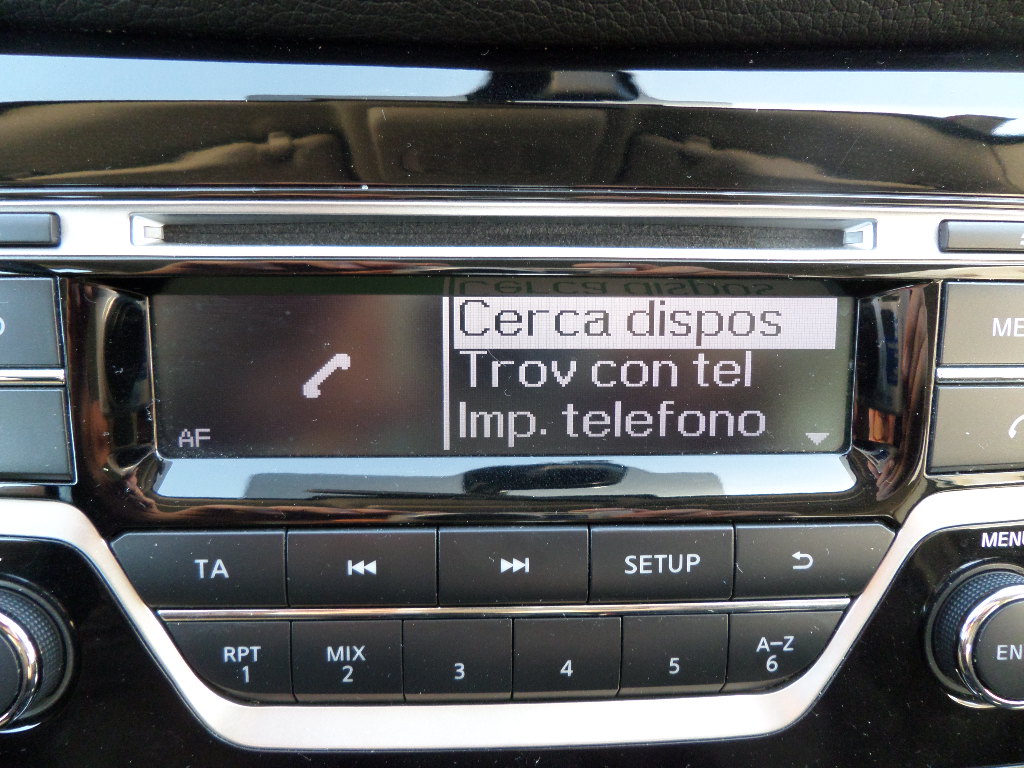 Cerca dispos
Trov con tel
Imp. telefono
AF
TA
SETUP
MENU
RPT
1
MIX
2
3
4
5
A–Z
6